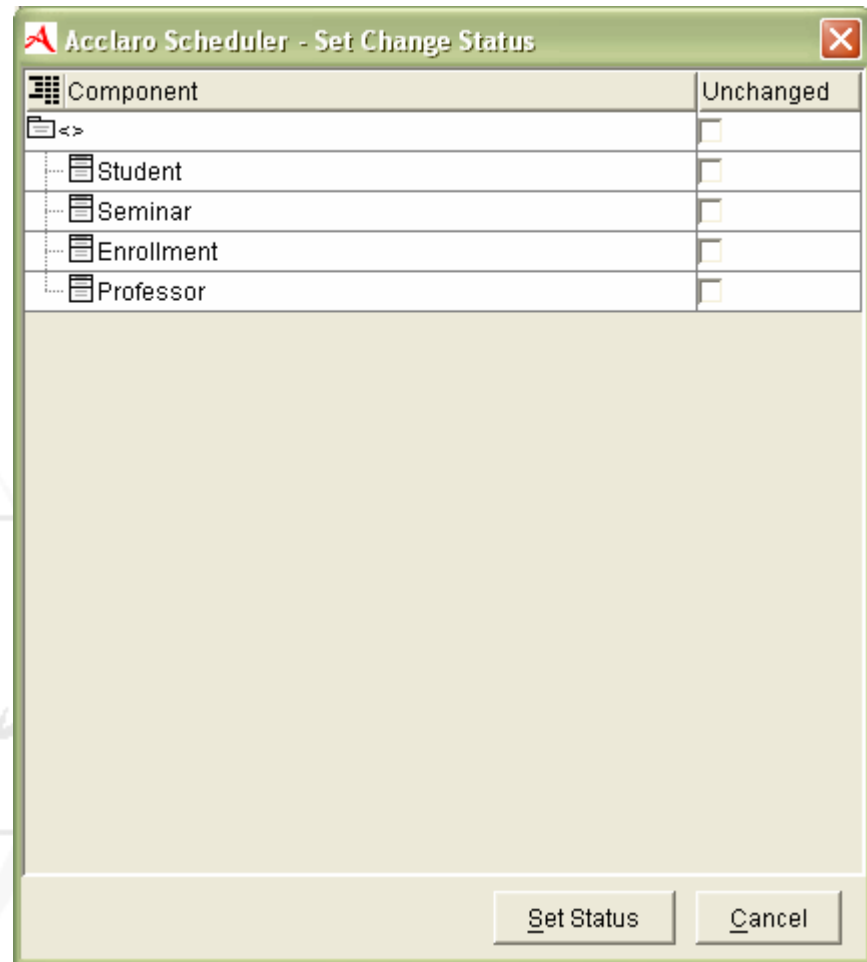 Acclaro Scheduler - Set Change Status
Component Unchanged
<>
Student
Seminar
Enrollment
Professor
Set Status Cancel